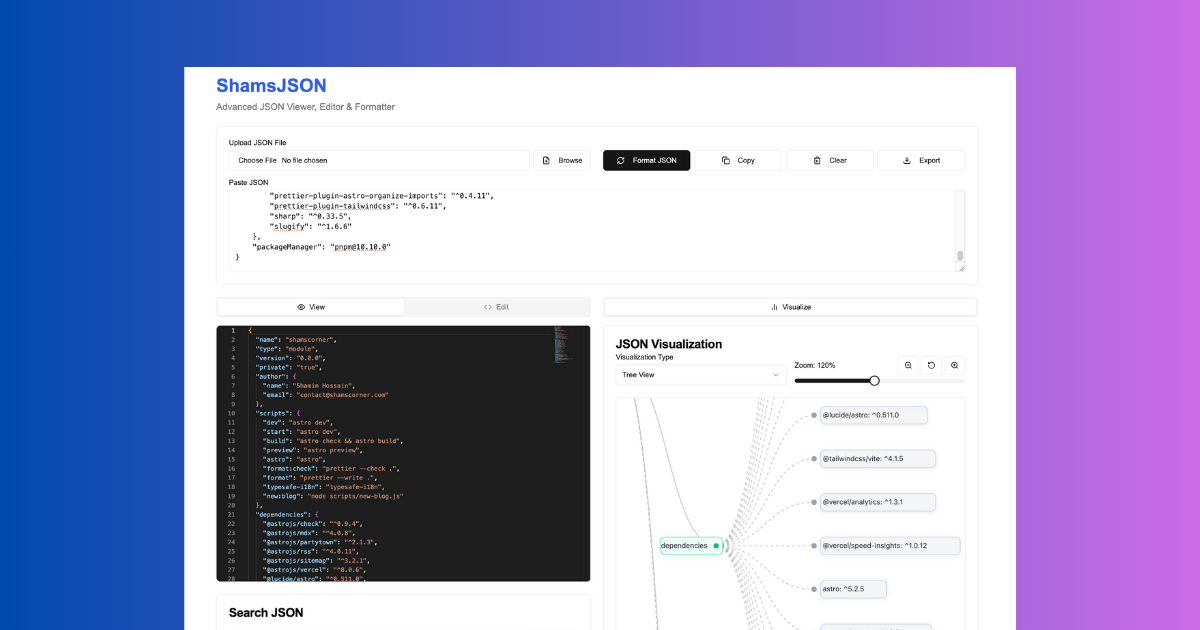 ShamsJSON
Advanced JSON Viewer, Editor & Formatter
Upload JSON File
Choose File No file chosen
Browse
Format JSON
Copy
Clear
Export
Paste JSON
"prettier-plugin-astro-organize-imports": "^0.4.11",
"prettier-plugin-tailwindcss": "^0.6.11",
"sharp": "^0.33.5",
"slugify": "^1.6.6"
},
"packageManager": "pnpm@10.10.0"
}
View
<> Edit
Visualize
1 {
2 "name": "shamscorner",
3 "type": "module",
4 "version": "0.0.0",
5 "private": "true",
6 "author": {
7 "name": "Shamim Hossain",
8 "email": "contact@shamscorner.com"
9 },
10 "scripts": {
11 "dev": "astro dev",
12 "start": "astro dev",
13 "build": "astro check && astro build",
14 "preview": "astro preview",
15 "astro": "astro",
16 "format:check": "prettier --check .",
17 "format": "prettier --write .",
18 "typesafe-i18n": "typesafe-i18n",
19 "new:blog": "node scripts/new-blog.js"
20 },
21 "dependencies": {
22 "@astrojs/check": "^0.9.4",
23 "@astrojs/mdx": "^4.0.8",
24 "@astrojs/partytown": "^2.1.3",
25 "@astrojs/rss": "^4.0.11",
26 "@astrojs/sitemap": "^3.2.1",
27 "@astrojs/vercel": "^8.0.6",
28 "@lucide/astro": "^0.511.0",
JSON Visualization
Visualization Type
Tree View
Zoom: 120%
@lucide/astro: ^0.511.0
@tailwindcss/vite: ^4.1.5
@vercel/analytics: ^1.3.1
dependencies
@vercel/speed-insights: ^1.0.12
astro: ^5.2.5
Search JSON